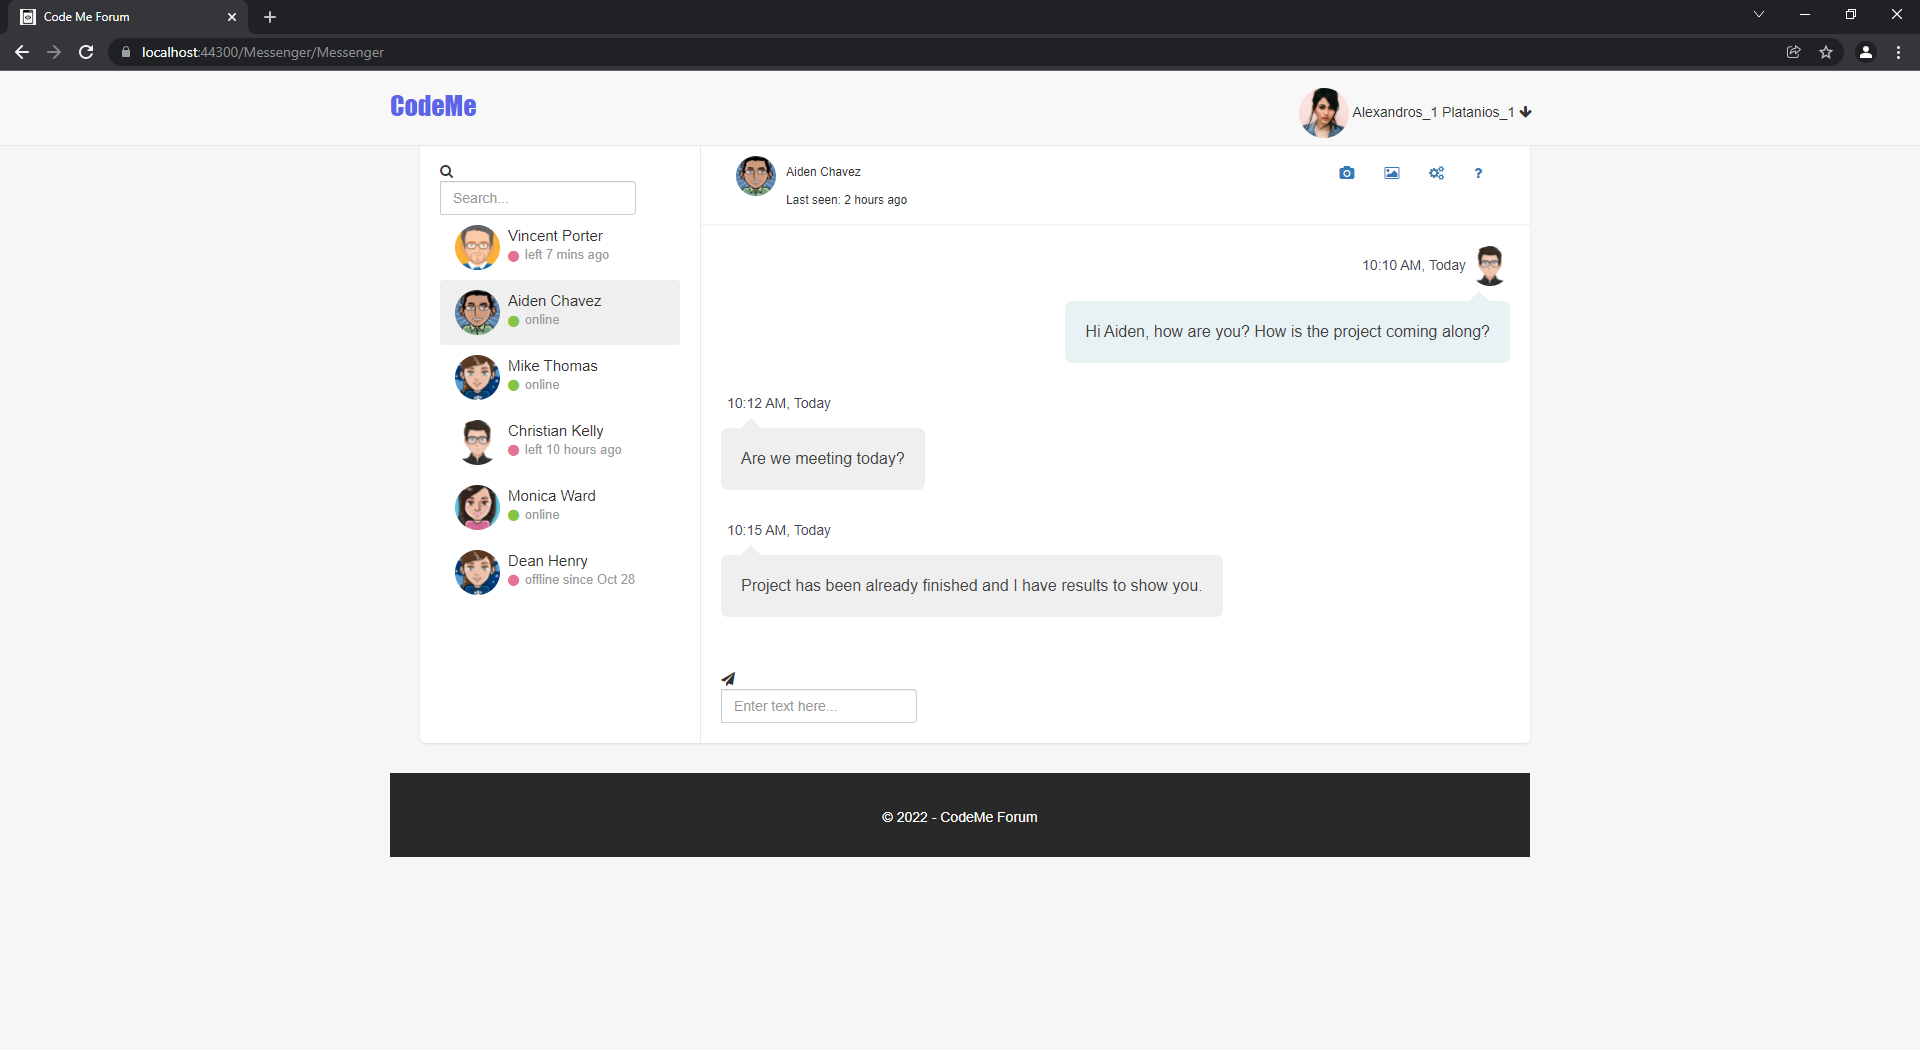 Code Me Forum
localhost:44300/Messenger/Messenger
CodeMe
Alexandros_1 Platanios_1
Search...
Vincent Porter
left 7 mins ago
Aiden Chavez
online
Mike Thomas
online
Christian Kelly
left 10 hours ago
Monica Ward
online
Dean Henry
offline since Oct 28
Aiden Chavez
Last seen: 2 hours ago
?
10:10 AM, Today
Hi Aiden, how are you? How is the project coming along?
10:12 AM, Today
Are we meeting today?
10:15 AM, Today
Project has been already finished and I have results to show you.
Enter text here...
© 2022 - CodeMe Forum